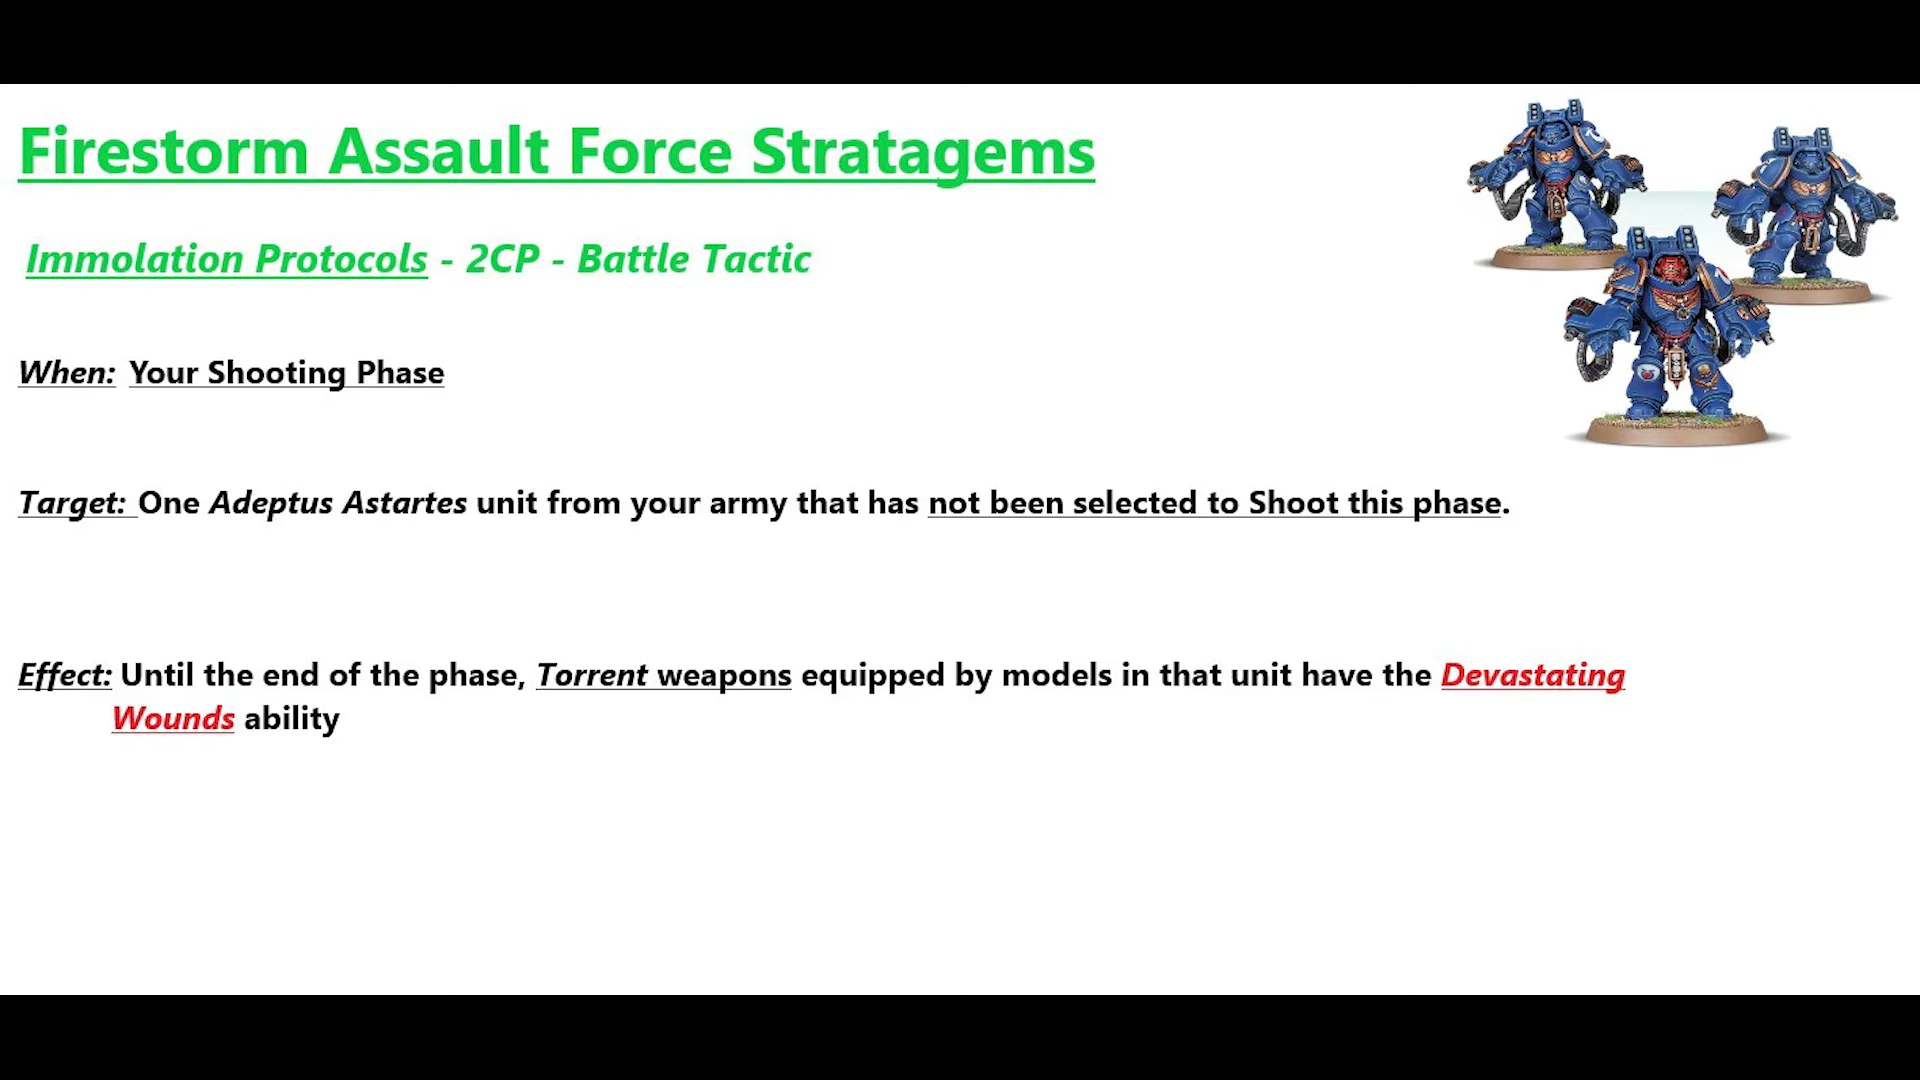 Firestorm Assault Force Stratagems
Immolation Protocols - 2CP - Battle Tactic
When: Your Shooting Phase
Target: One Adeptus Astartes unit from your army that has not been selected to Shoot this phase.
Effect: Until the end of the phase, Torrent weapons equipped by models in that unit have the Devastating
Wounds ability